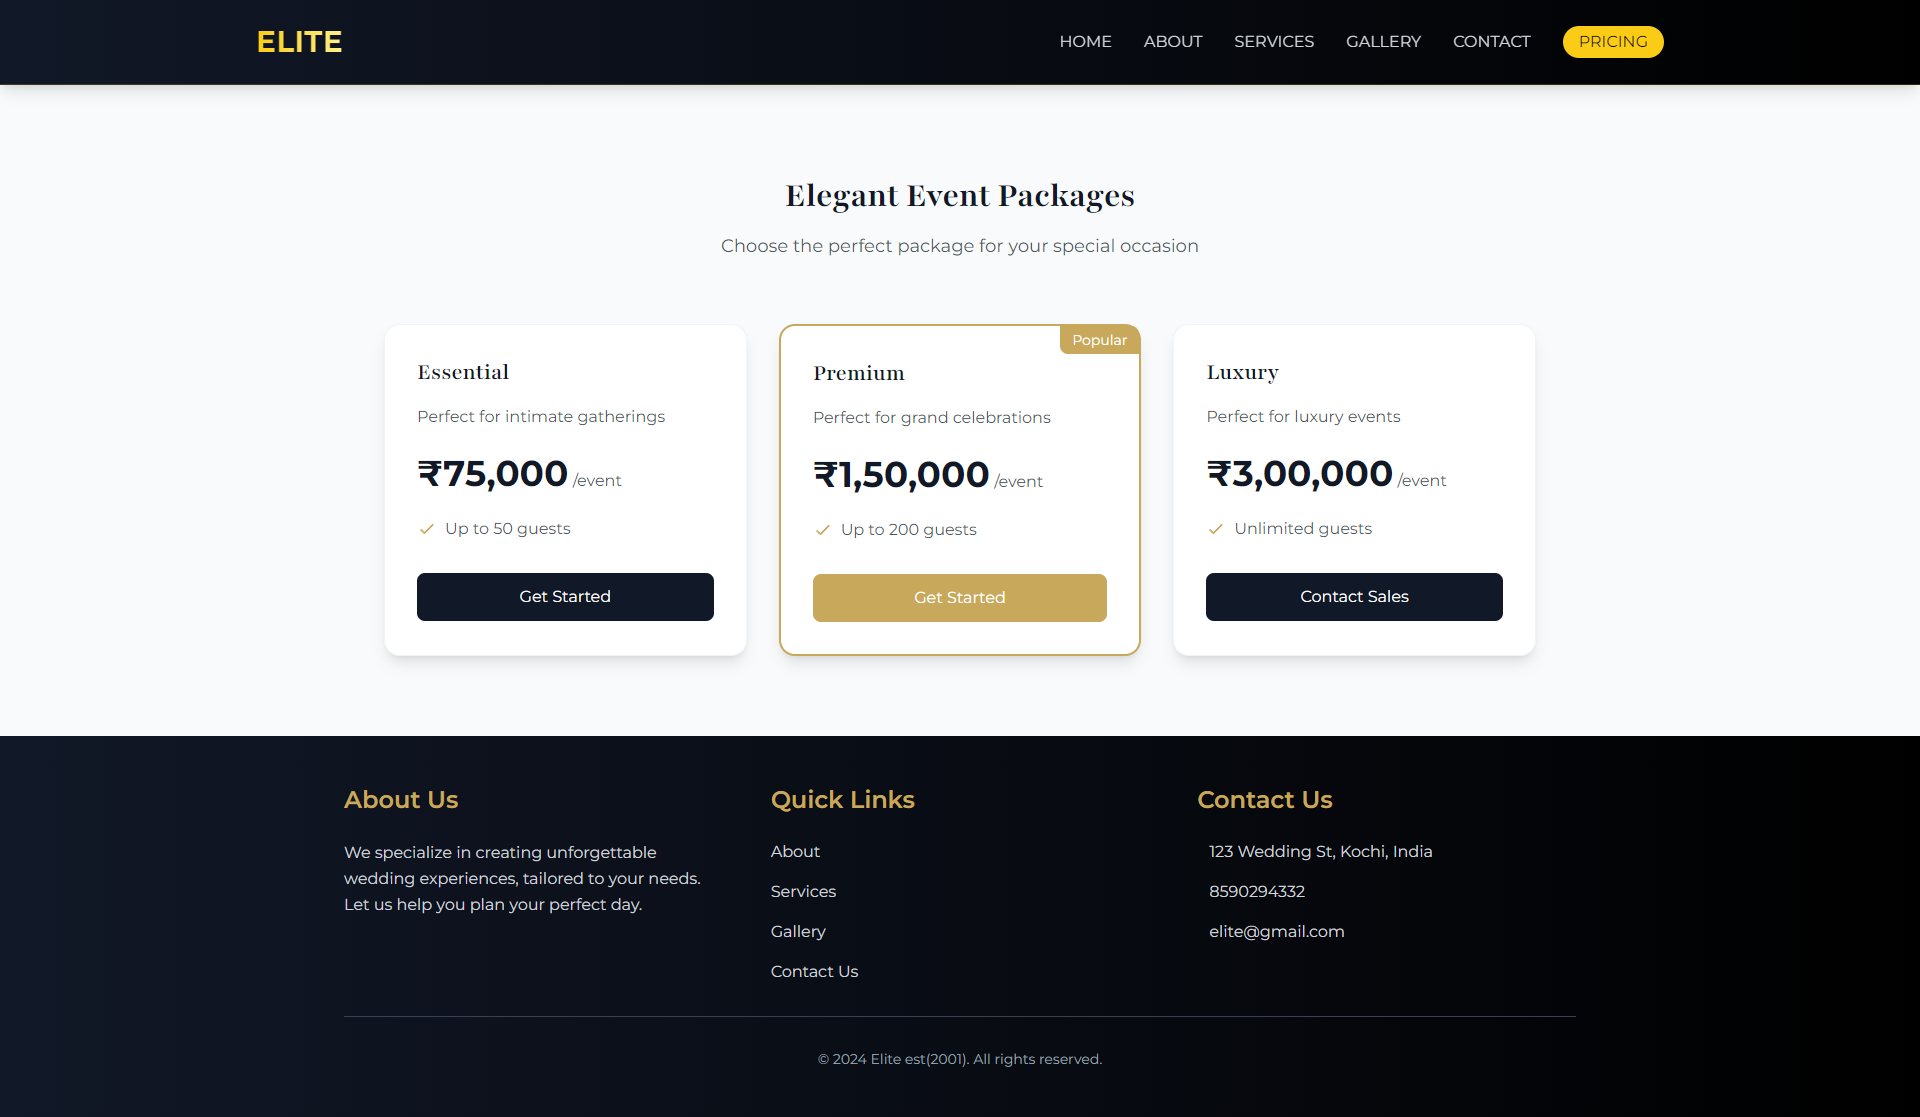 ELITE
HOME
ABOUT
SERVICES
GALLERY
CONTACT
PRICING
Elegant Event Packages
Choose the perfect package for your special occasion
Essential
Perfect for intimate gatherings
₹75,000 /event
Up to 50 guests
Get Started
Popular
Premium
Perfect for grand celebrations
₹1,50,000 /event
Up to 200 guests
Get Started
Luxury
Perfect for luxury events
₹3,00,000 /event
Unlimited guests
Contact Sales
About Us
We specialize in creating unforgettable
wedding experiences, tailored to your needs.
Let us help you plan your perfect day.
Quick Links
About
Services
Gallery
Contact Us
Contact Us
123 Wedding St, Kochi, India
8590294332
elite@gmail.com
© 2024 Elite est(2001). All rights reserved.